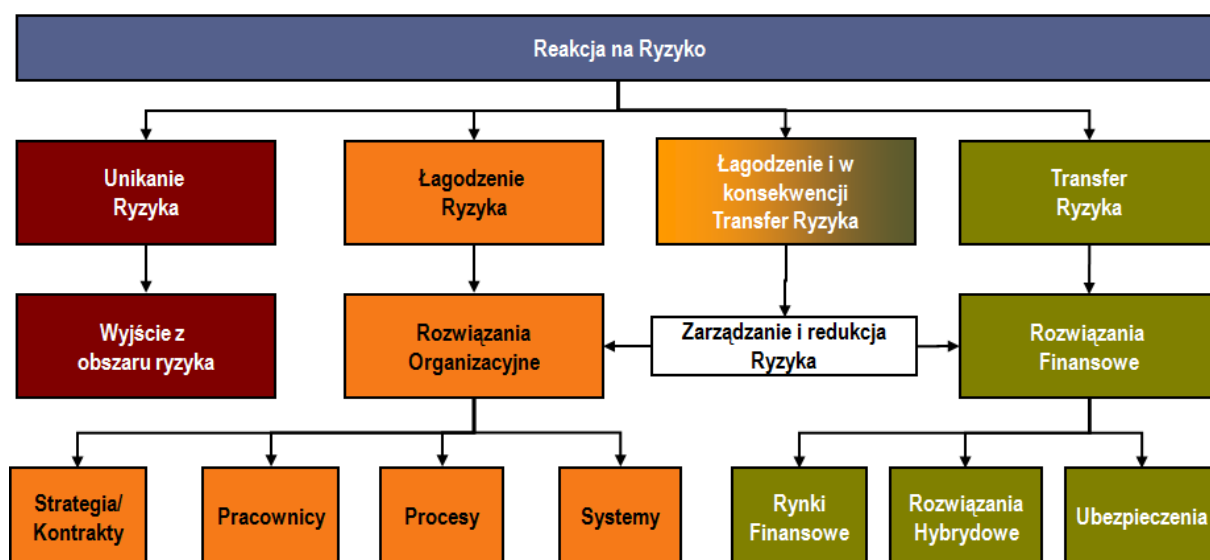 Reakcja na Ryzyko
Unikanie
Ryzyka
Łagodzenie
Ryzyka
Łagodzenie i w
konsekwencji
Transfer Ryzyka
Transfer
Ryzyka
Wyjście z
obszaru ryzyka
Rozwiązania
Organizacyjne
Zarządzanie i redukcja
Ryzyka
Rozwiązania
Finansowe
Strategia/
Kontrakty
Pracownicy
Procesy
Systemy
Rynki
Finansowe
Rozwiązania
Hybrydowe
Ubezpieczenia